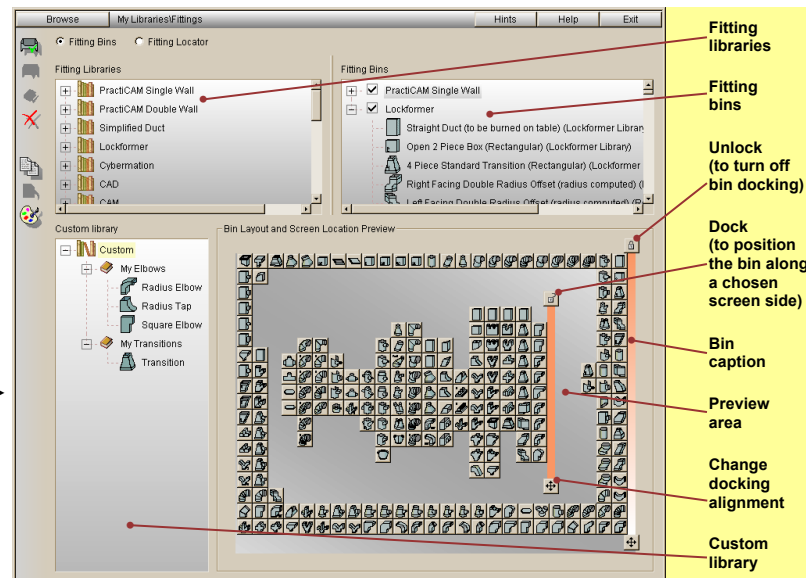 Browse
My Libraries\Fittings
Hints
Help
Exit
Fitting Bins
Fitting Locator
Fitting Libraries
PractiCAM Single Wall
PractiCAM Double Wall
Simplified Duct
Lockformer
Cybermation
CAD
CAM
Fitting Bins
PractiCAM Single Wall
Lockformer
Straight Duct (to be burned on table) (Lockformer Library
Open 2 Piece Box (Rectangular) (Lockformer Library)
4 Piece Standard Transition (Rectangular) (Lockformer
Right Facing Double Radius Offset (radius computed) (
Left Facing Double Radius Offset (radius computed) (R
Custom library
Custom
My Elbows
Radius Elbow
Radius Tap
Square Elbow
My Transitions
Transition
Bin Layout and Screen Location Preview
Fitting
libraries
Fitting
bins
Unlock
(to turn off
bin docking)
Dock
(to position
the bin along
a chosen
screen side)
Bin
caption
Preview
area
Change
docking
alignment
Custom
library